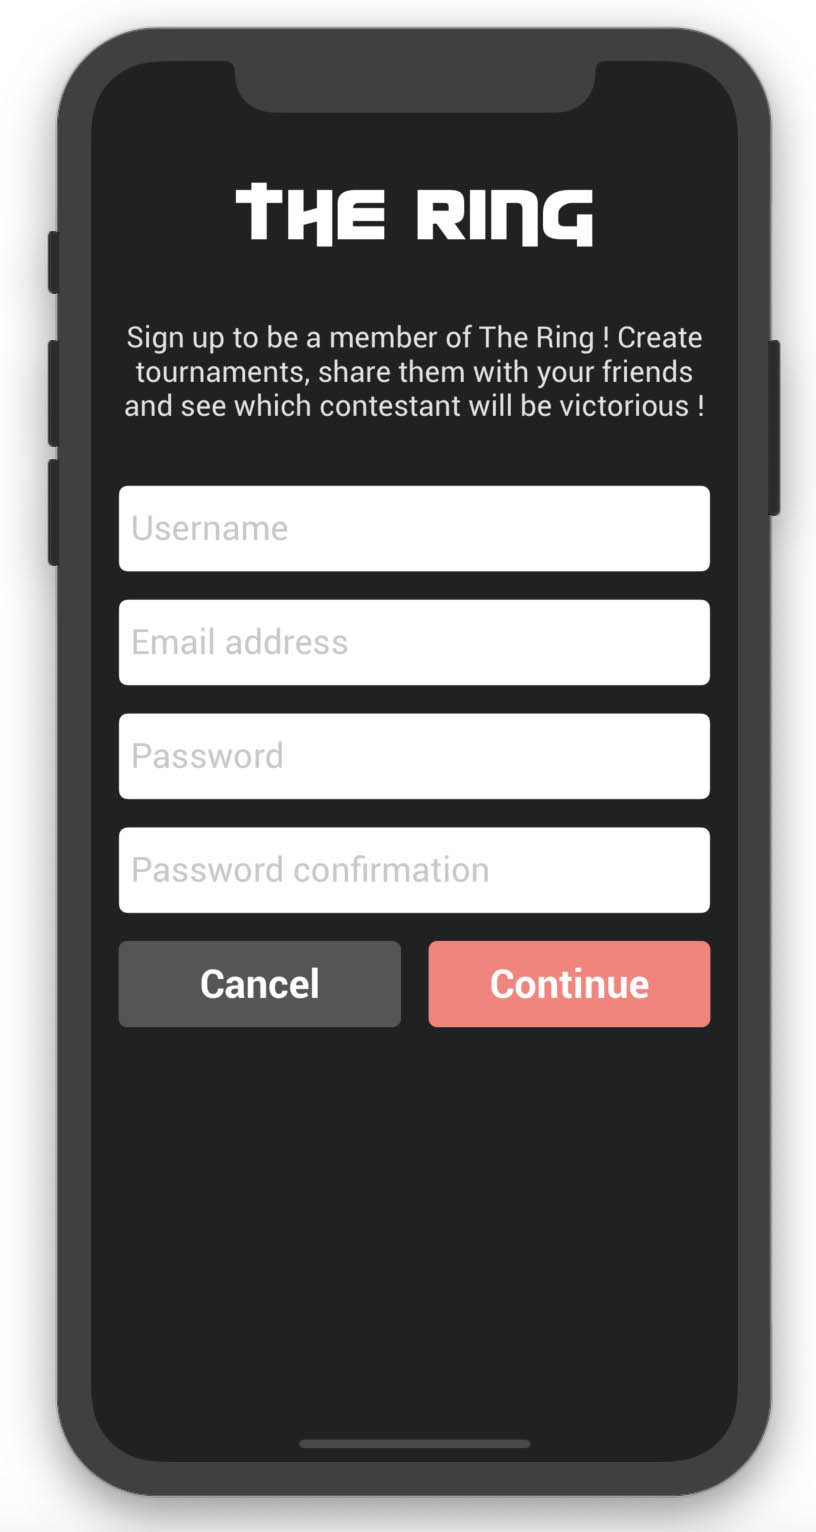 THE RING
Sign up to be a member of The Ring ! Create
tournaments, share them with your friends
and see which contestant will be victorious !
Username
Email address
Password
Password confirmation
Cancel
Continue